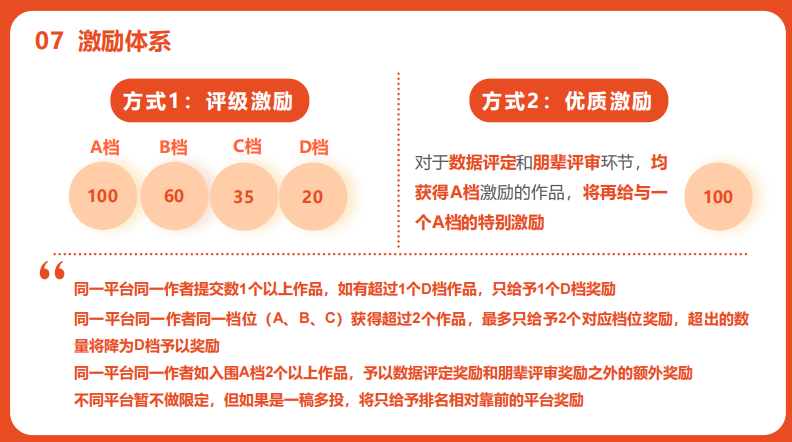 07 激励体系
方式1：评级激励
A档 B档 C档 D档
100 60 35 20
方式2：优质激励
对于数据评定和朋辈评审环节，均
获得A档激励的作品，将再给与一
个A档的特别激励
100
“
同一平台同一作者提交数1个以上作品，如有超过1个D档作品，只给予1个D档奖励
同一平台同一作者同一档位（A、B、C）获得超过2个作品，最多只给予2个对应档位奖励，超出的数
量将降为D档予以奖励
同一平台同一作者如入围A档2个以上作品，予以数据评定奖励和朋辈评审奖励之外的额外奖励
不同平台暂不做限定，但如果是一稿多投，将只给予排名相对靠前的平台奖励